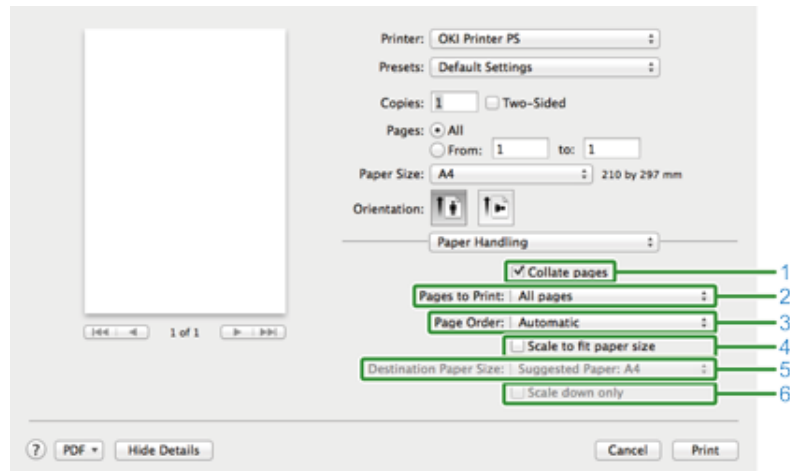 Printer: OKI Printer PS
Presets: Default Settings
Copies: 1 Two-Sided
Pages: All
From: 1 to: 1
Paper Size: A4 210 by 297 mm
Orientation:
Paper Handling
Collate pages 1
Pages to Print: All pages 2
Page Order: Automatic 3
1 of 1
Scale to fit paper size 4
Destination Paper Size: Suggested Paper: A4 5
Scale down only 6
? PDF Hide Details Cancel Print